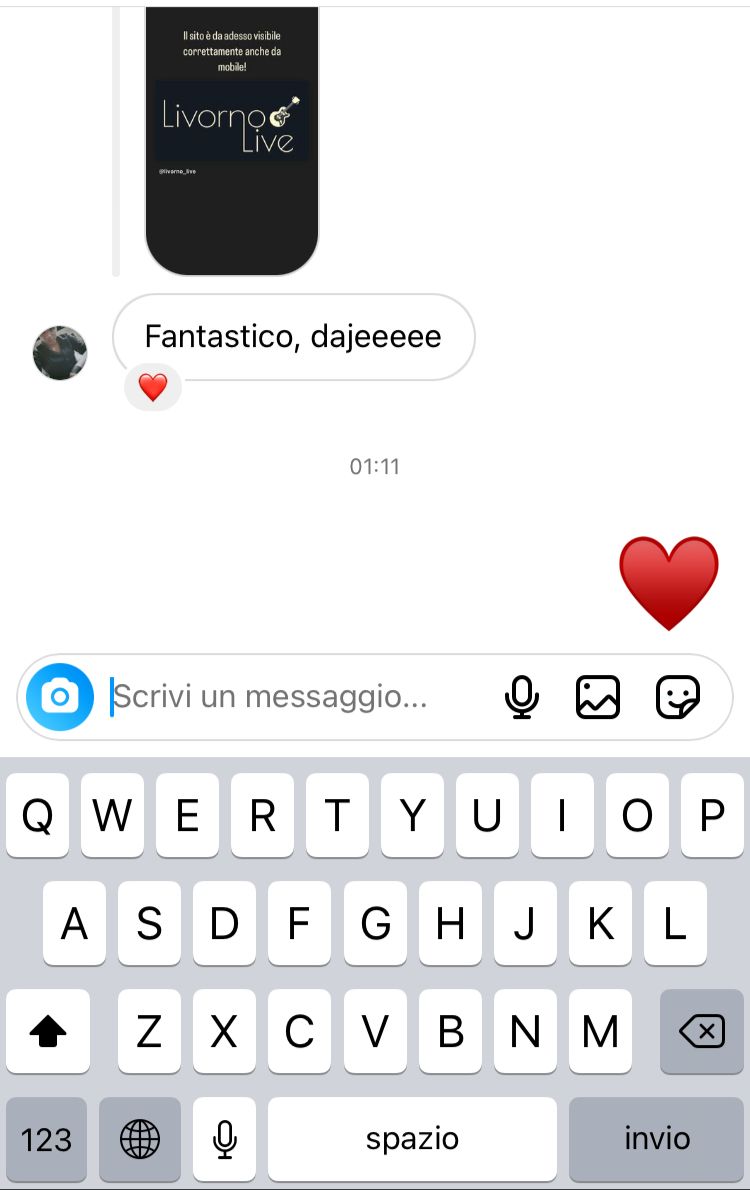 Il sito è da adesso visibile
correttamente anche da
mobile!
Livorno
Live
@livorno_live
Fantastico, dajeeeee
01:11
Scrivi un messaggio...
Q W E R T Y U I O P
A S D F G H J K L
Z X C V B N M
123 spazio invio